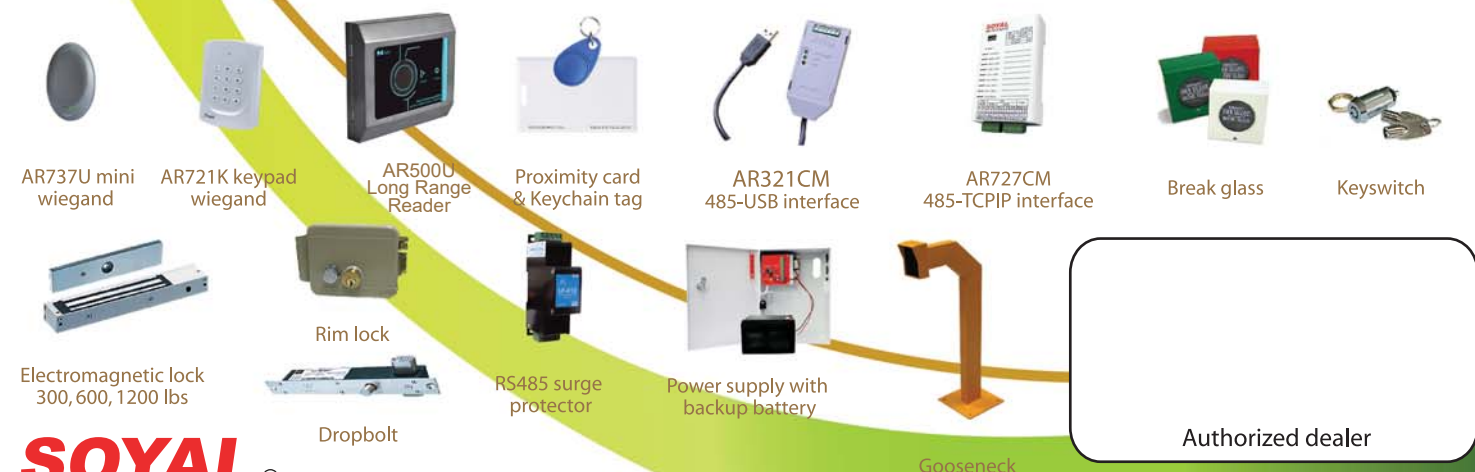 SOYAL
AR737U mini
wiegand
AR721K keypad
wiegand
AR500U
Long Range
Reader
Proximity card
& Keychain tag
AR321CM
485-USB interface
AR727CM
485-TCPIP interface
Break glass
Keyswitch
Electromagnetic lock
300, 600, 1200 lbs
Rim lock
Dropbolt
RS485 surge
protector
Power supply with
backup battery
Gooseneck
Authorized dealer
SOYAL®